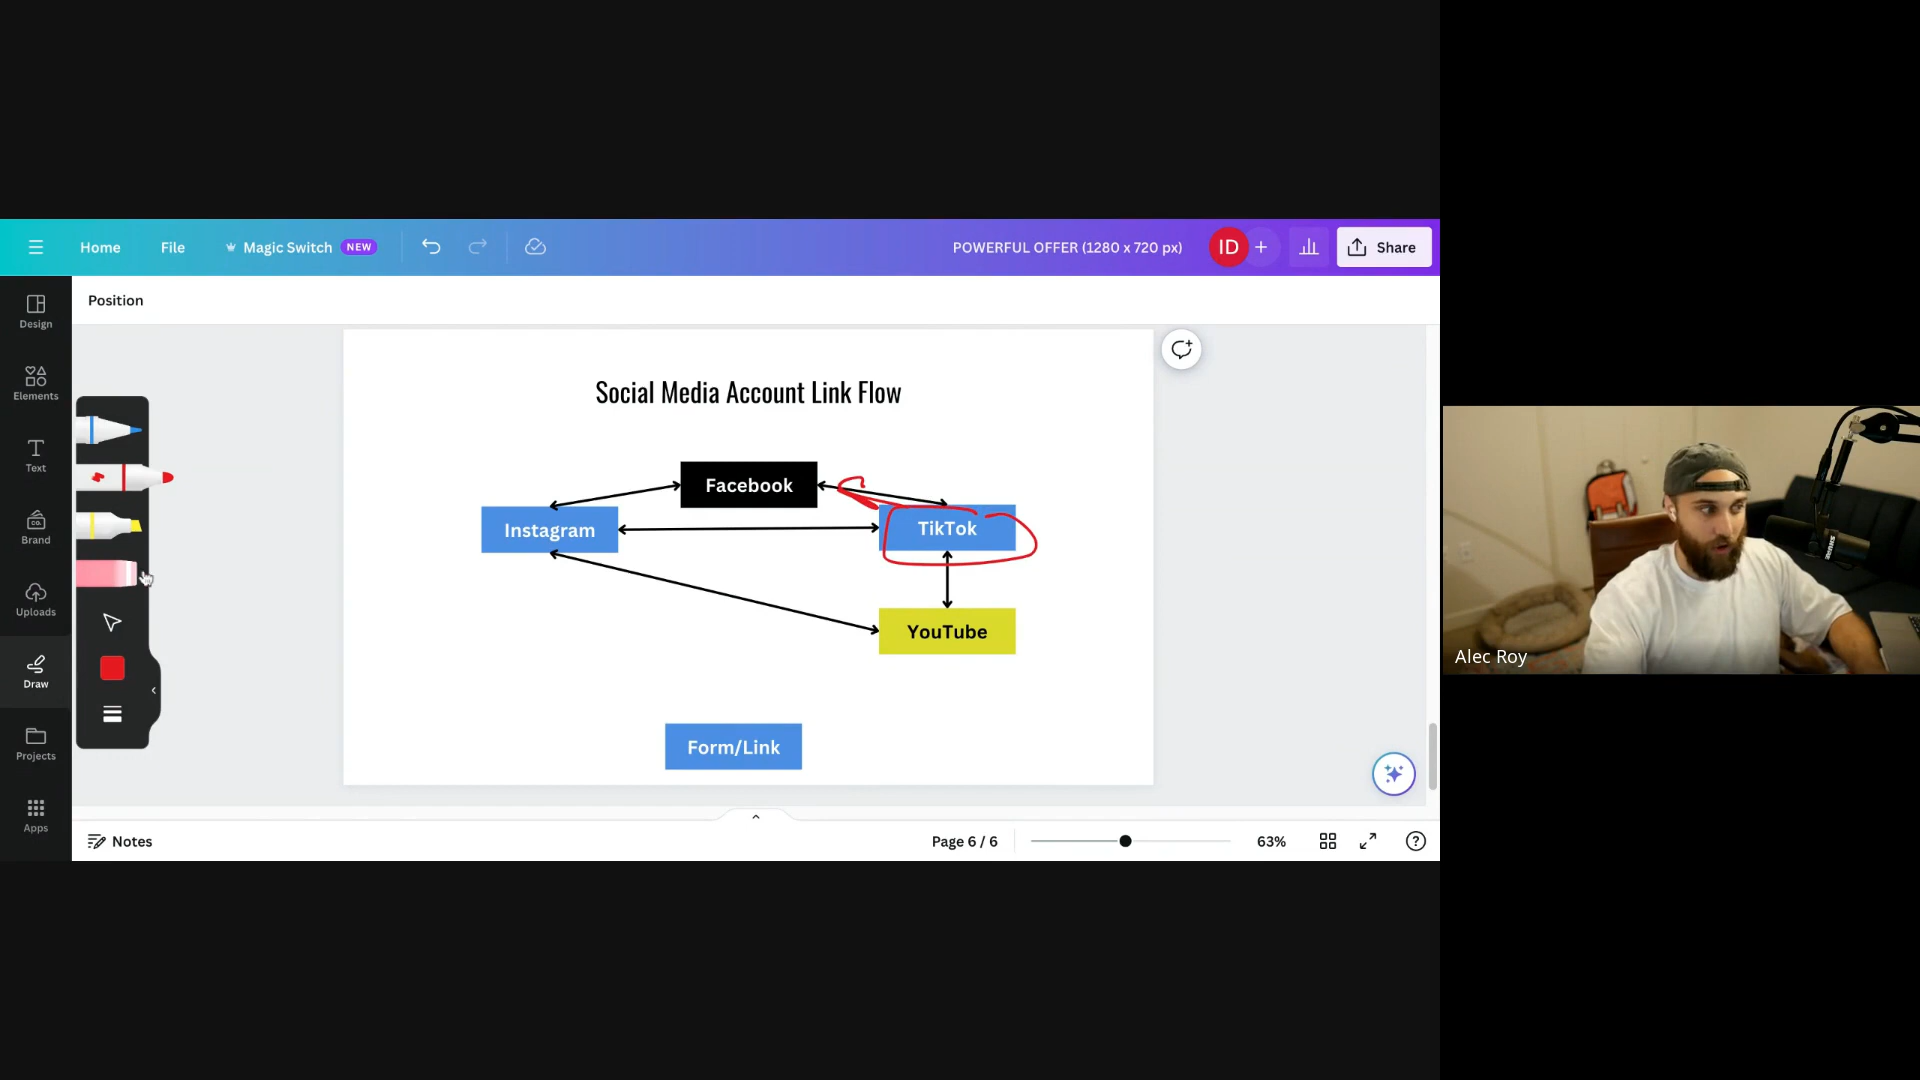 Home File Magic Switch NEW POWERFUL OFFER (1280 x 720 px) ID + Share
Position
Design
Elements
Text
Brand
Uploads
Draw
Projects
Apps
CO.
Social Media Account Link Flow
Facebook
Instagram
TikTok
YouTube
Form/Link
Notes Page 6 / 6 63% ?
Alec Roy
SHURE